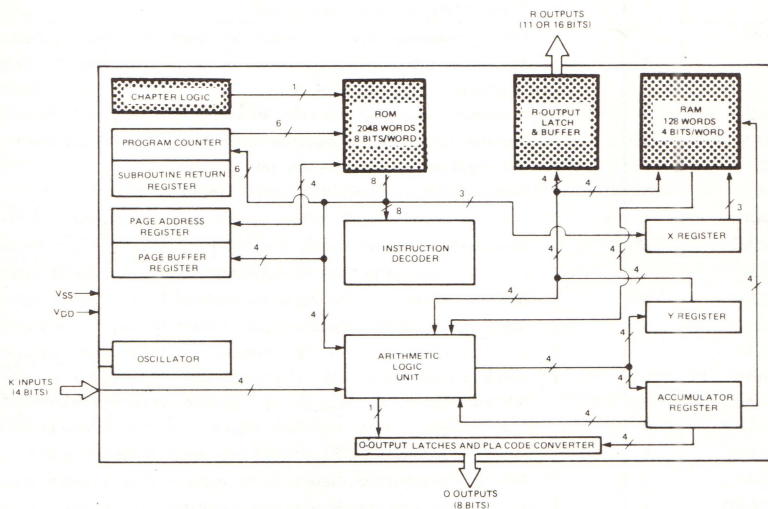 R OUTPUTS
(11 OR 16 BITS)
CHAPTER LOGIC
1
ROM
2048 WORDS
8 BITS/WORD
R-OUTPUT
LATCH
& BUFFER
RAM
128 WORDS
4 BITS/WORD
PROGRAM COUNTER
6
SUBROUTINE RETURN
REGISTER
6
4
8
4
4
3
8
3
PAGE ADDRESS
REGISTER
X REGISTER
PAGE BUFFER
REGISTER
4
INSTRUCTION
DECODER
4
4
4
4
4
VSS
VDD
4
Y REGISTER
4
OSCILLATOR
ARITHMETIC
LOGIC
UNIT
4
4
4
K INPUTS
(4 BITS)
4
ACCUMULATOR
REGISTER
1
4
4
O-OUTPUT LATCHES AND PLA CODE CONVERTER
O OUTPUTS
(8 BITS)